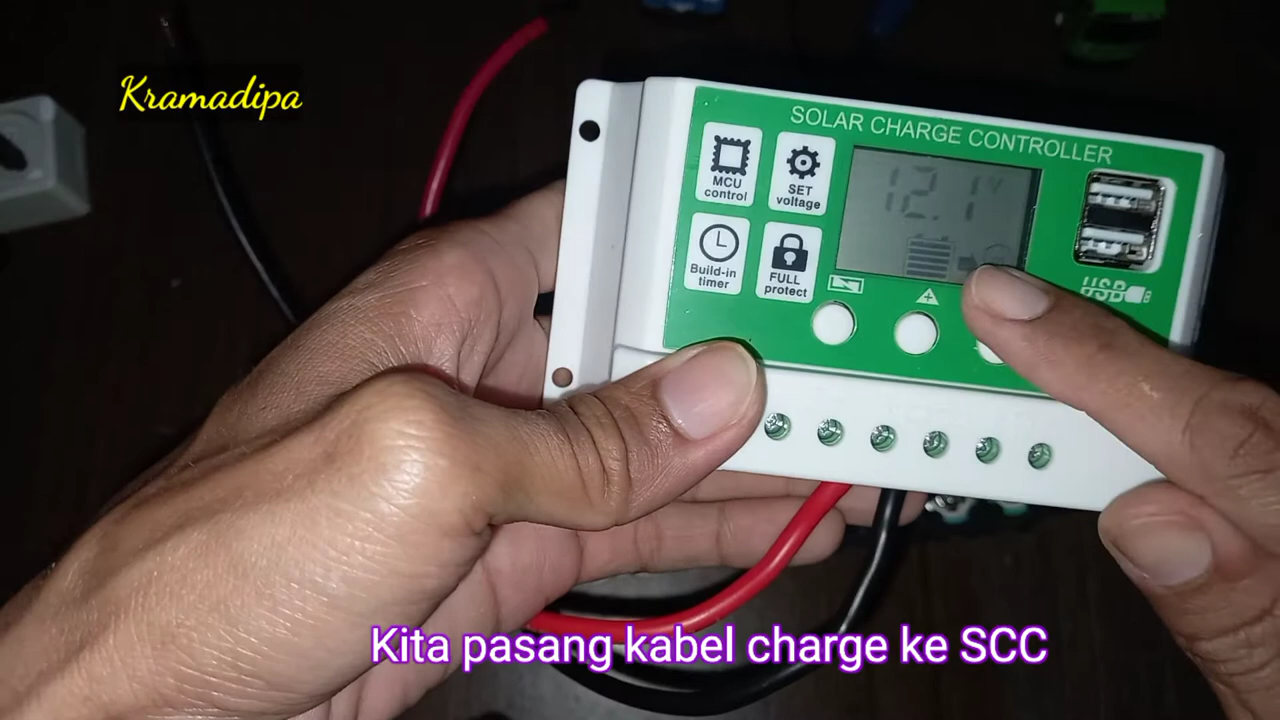 Kramadipa
SOLAR CHARGE CONTROLLER
MCU
control
SET
voltage
12.1V
Build-in
timer
FULL
protect
USB
Kita pasang kabel charge ke SCC